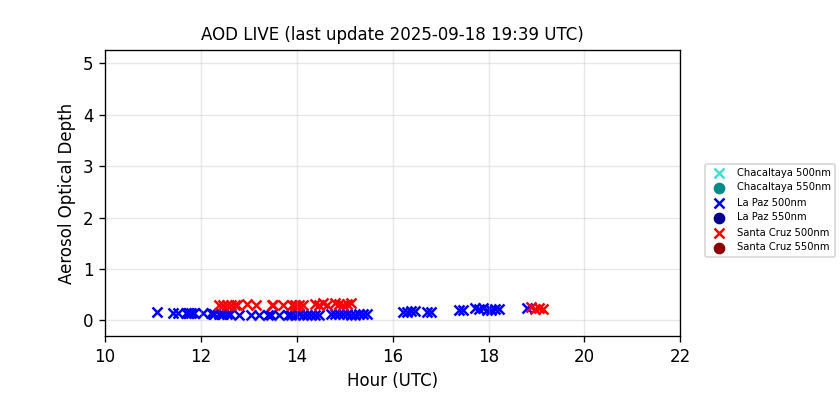 AOD LIVE (last update 2025-09-18 19:39 UTC)
5
4
3
2
1
0
Aerosol Optical Depth
10 12 14 16 18 20 22
Hour (UTC)
Chacaltaya 500nm
Chacaltaya 550nm
La Paz 500nm
La Paz 550nm
Santa Cruz 500nm
Santa Cruz 550nm